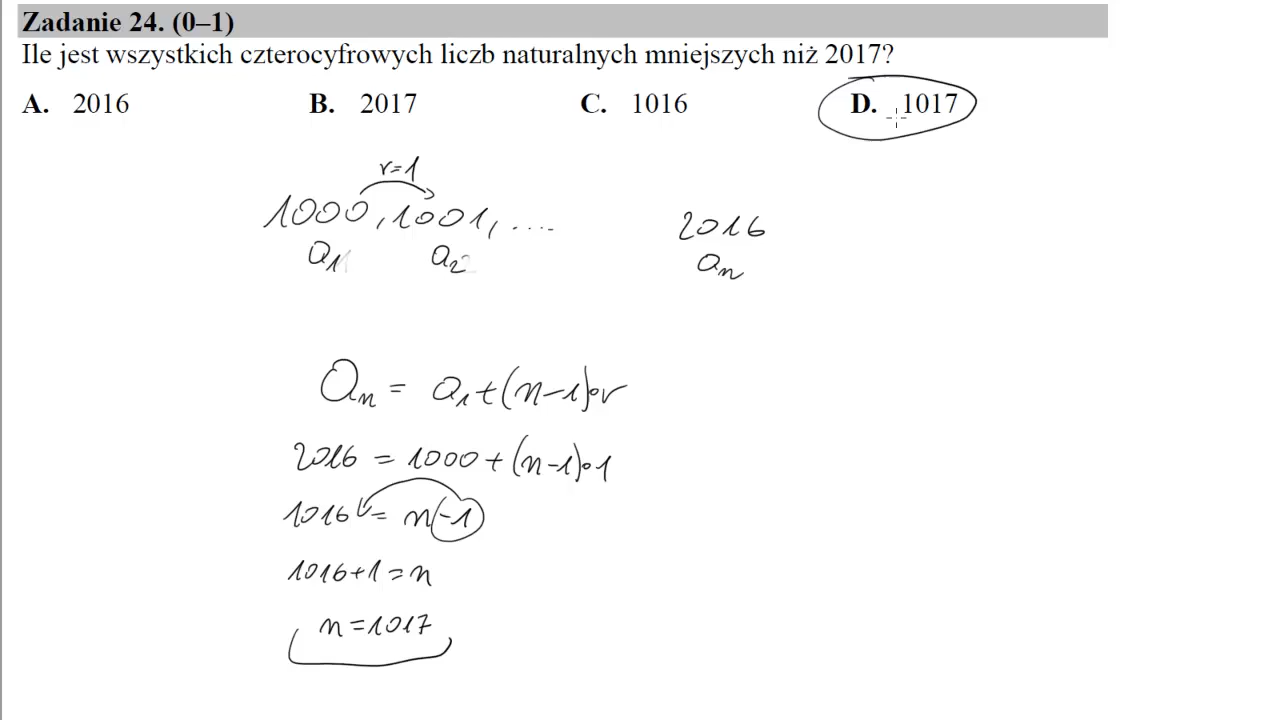 Zadanie 24. (0–1)
Ile jest wszystkich czterocyfrowych liczb naturalnych mniejszych niż 2017?
A. 2016 B. 2017 C. 1016 D. 1017
r=1
1000, 1001, .... 2016
a₁ a₂ aₙ
aₙ = a₁+(n-1)·r
2016 = 1000+(n-1)·1
1016 = n-1
1016+1=n
n=1017